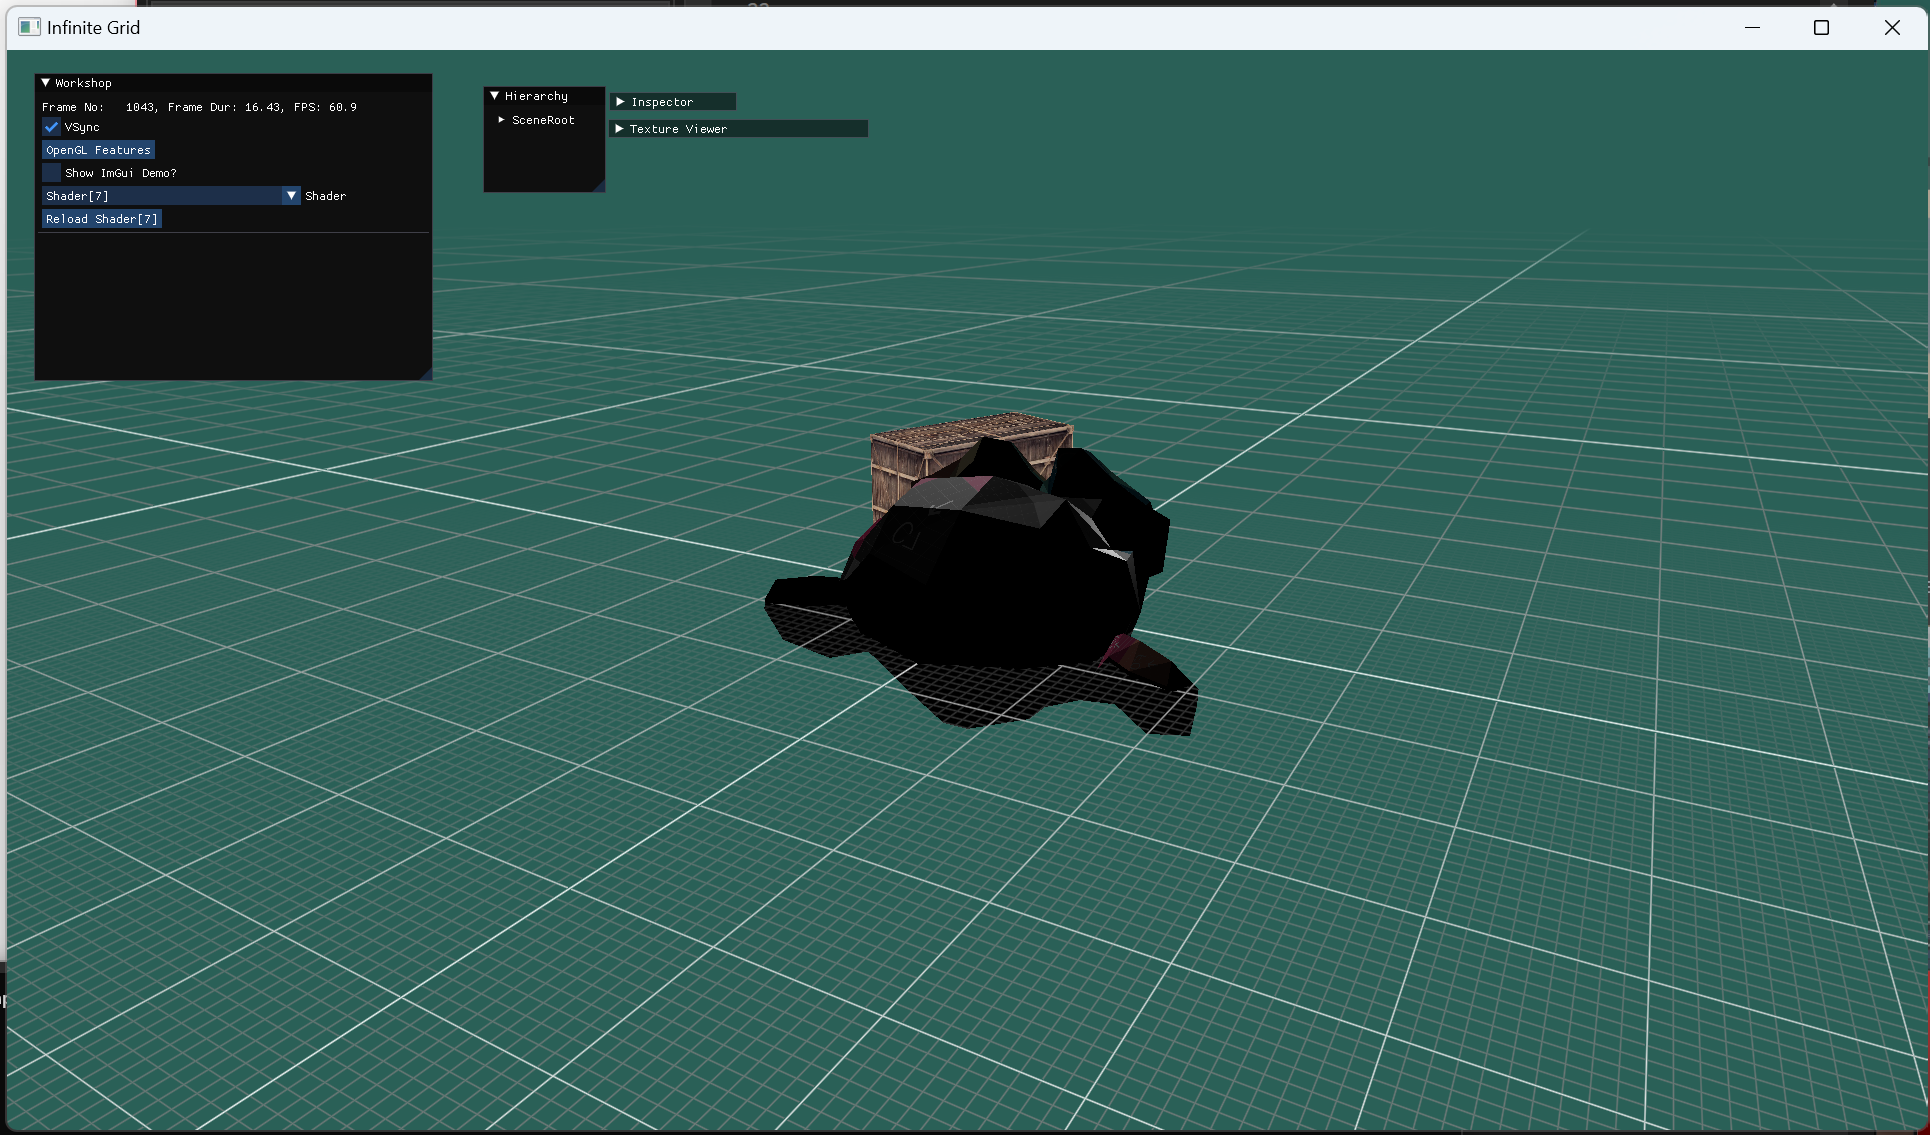 Infinite Grid
Workshop
Frame No:   1043, Frame Dur: 16.43, FPS: 60.9
VSync
OpenGL Features
Show ImGui Demo?
Shader[7] Shader
Reload Shader[7]
Hierarchy
SceneRoot
Inspector
Texture Viewer